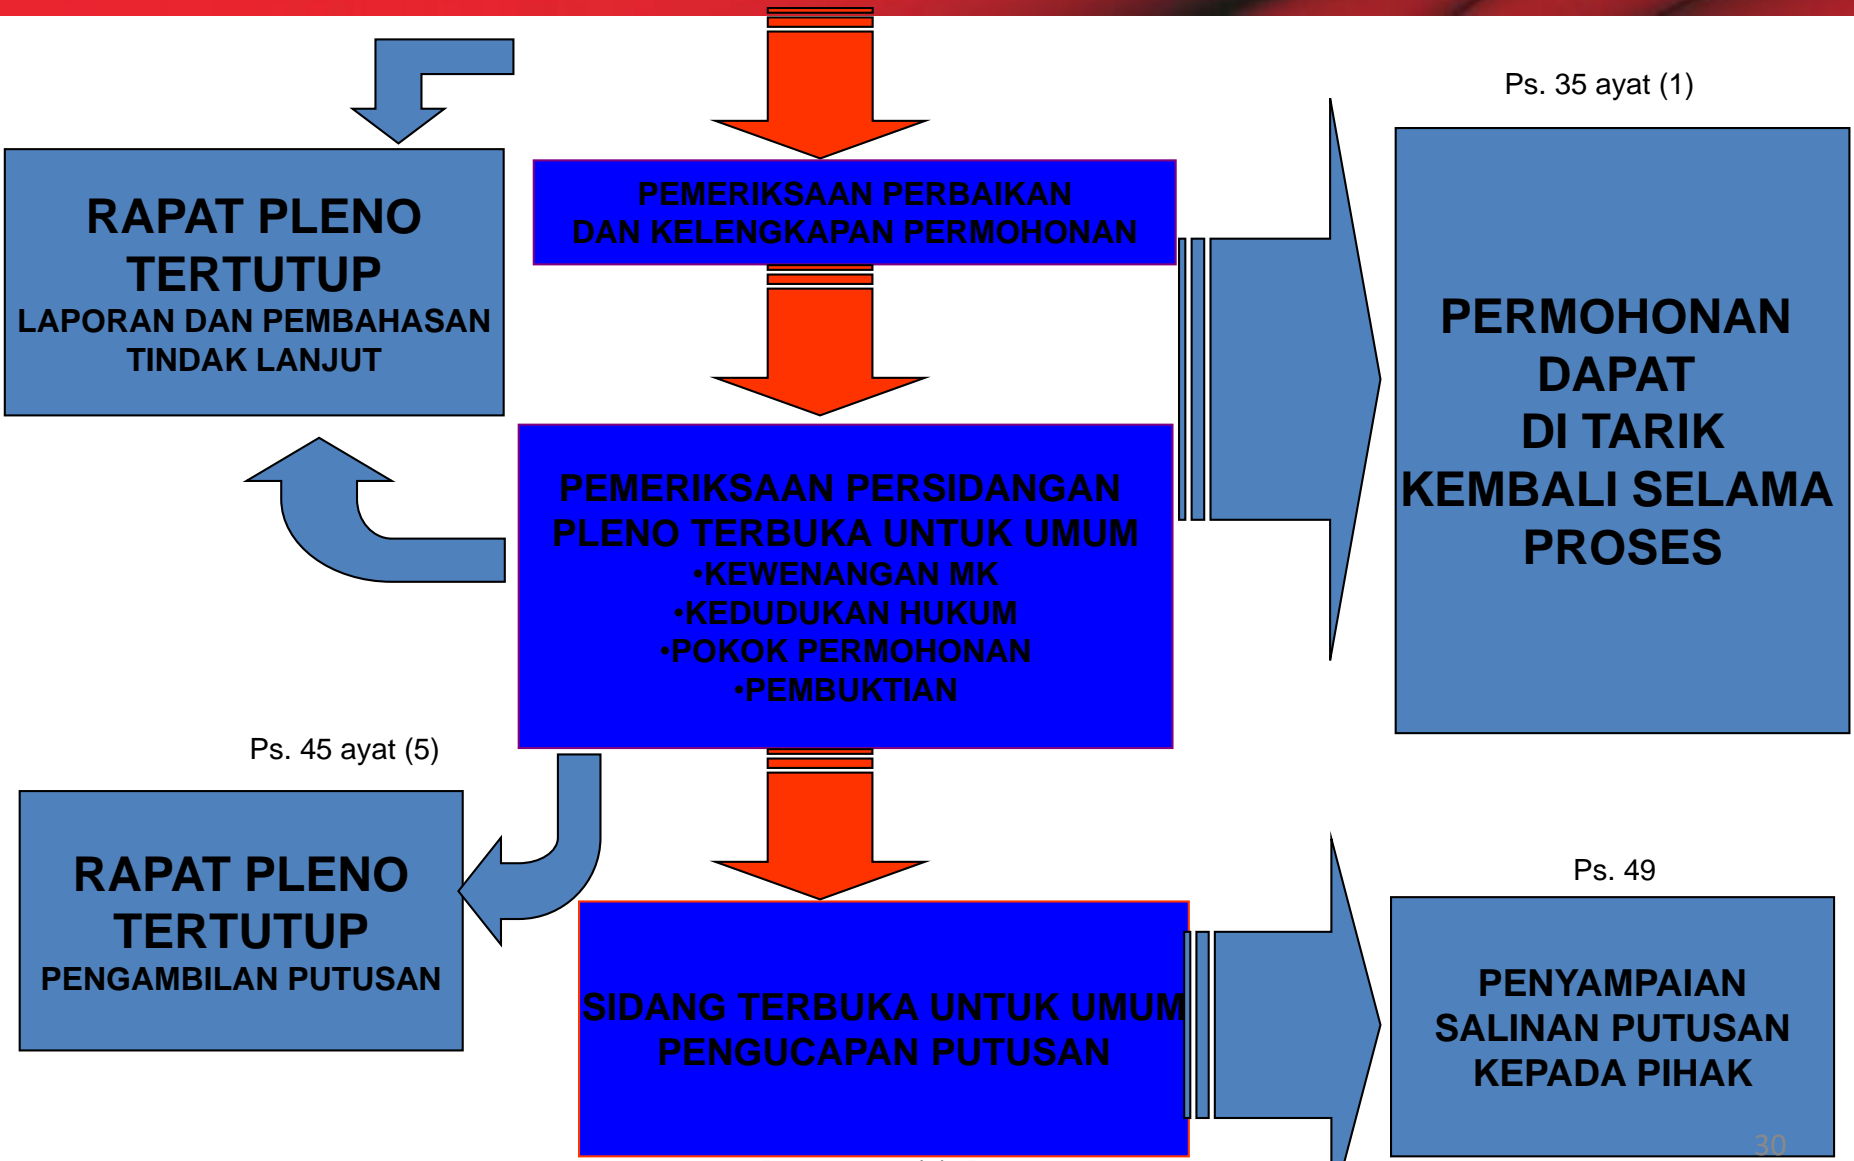 Ps. 35 ayat (1)
RAPAT PLENO
TERTUTUP
LAPORAN DAN PEMBAHASAN
TINDAK LANJUT
PEMERIKSAAN PERBAIKAN
DAN KELENGKAPAN PERMOHONAN
PERMOHONAN
DAPAT
DI TARIK
KEMBALI SELAMA
PROSES
PEMERIKSAAN PERSIDANGAN
PLENO TERBUKA UNTUK UMUM
•KEWENANGAN MK
•KEDUDUKAN HUKUM
•POKOK PERMOHONAN
•PEMBUKTIAN
Ps. 45 ayat (5)
RAPAT PLENO
TERTUTUP
PENGAMBILAN PUTUSAN
SIDANG TERBUKA UNTUK UMUM
PENGUCAPAN PUTUSAN
Ps. 49
PENYAMPAIAN
SALINAN PUTUSAN
KEPADA PIHAK
30